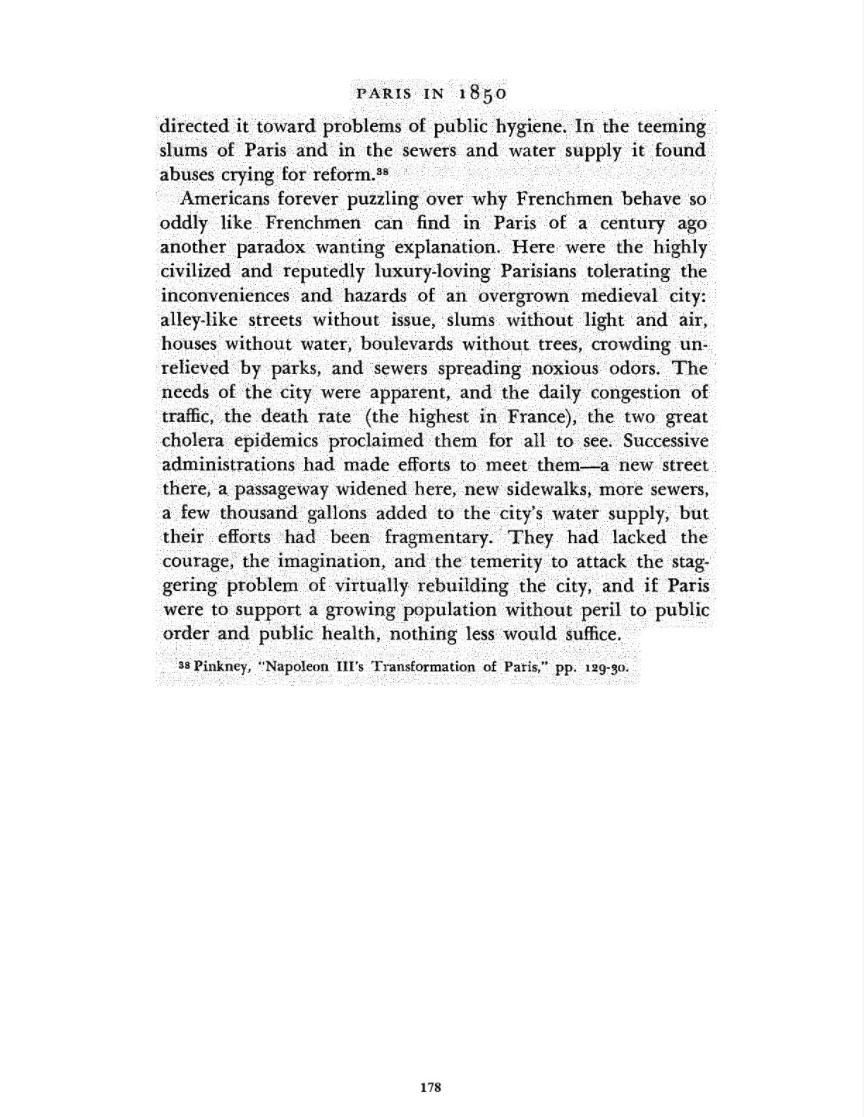 PARIS IN 1850
directed it toward problems of public hygiene. In the teeming
slums of Paris and in the sewers and water supply it found
abuses crying for reform.³⁸
Americans forever puzzling over why Frenchmen behave so
oddly like Frenchmen can find in Paris of a century ago
another paradox wanting explanation. Here were the highly
civilized and reputedly luxury-loving Parisians tolerating the
inconveniences and hazards of an overgrown medieval city:
alley-like streets without issue, slums without light and air,
houses without water, boulevards without trees, crowding un-
relieved by parks, and sewers spreading noxious odors. The
needs of the city were apparent, and the daily congestion of
traffic, the death rate (the highest in France), the two great
cholera epidemics proclaimed them for all to see. Successive
administrations had made efforts to meet them—a new street
there, a passageway widened here, new sidewalks, more sewers,
a few thousand gallons added to the city's water supply, but
their efforts had been fragmentary. They had lacked the
courage, the imagination, and the temerity to attack the stag-
gering problem of virtually rebuilding the city, and if Paris
were to support a growing population without peril to public
order and public health, nothing less would suffice.
³⁸ Pinkney, "Napoleon III's Transformation of Paris," pp. 129-30.
178